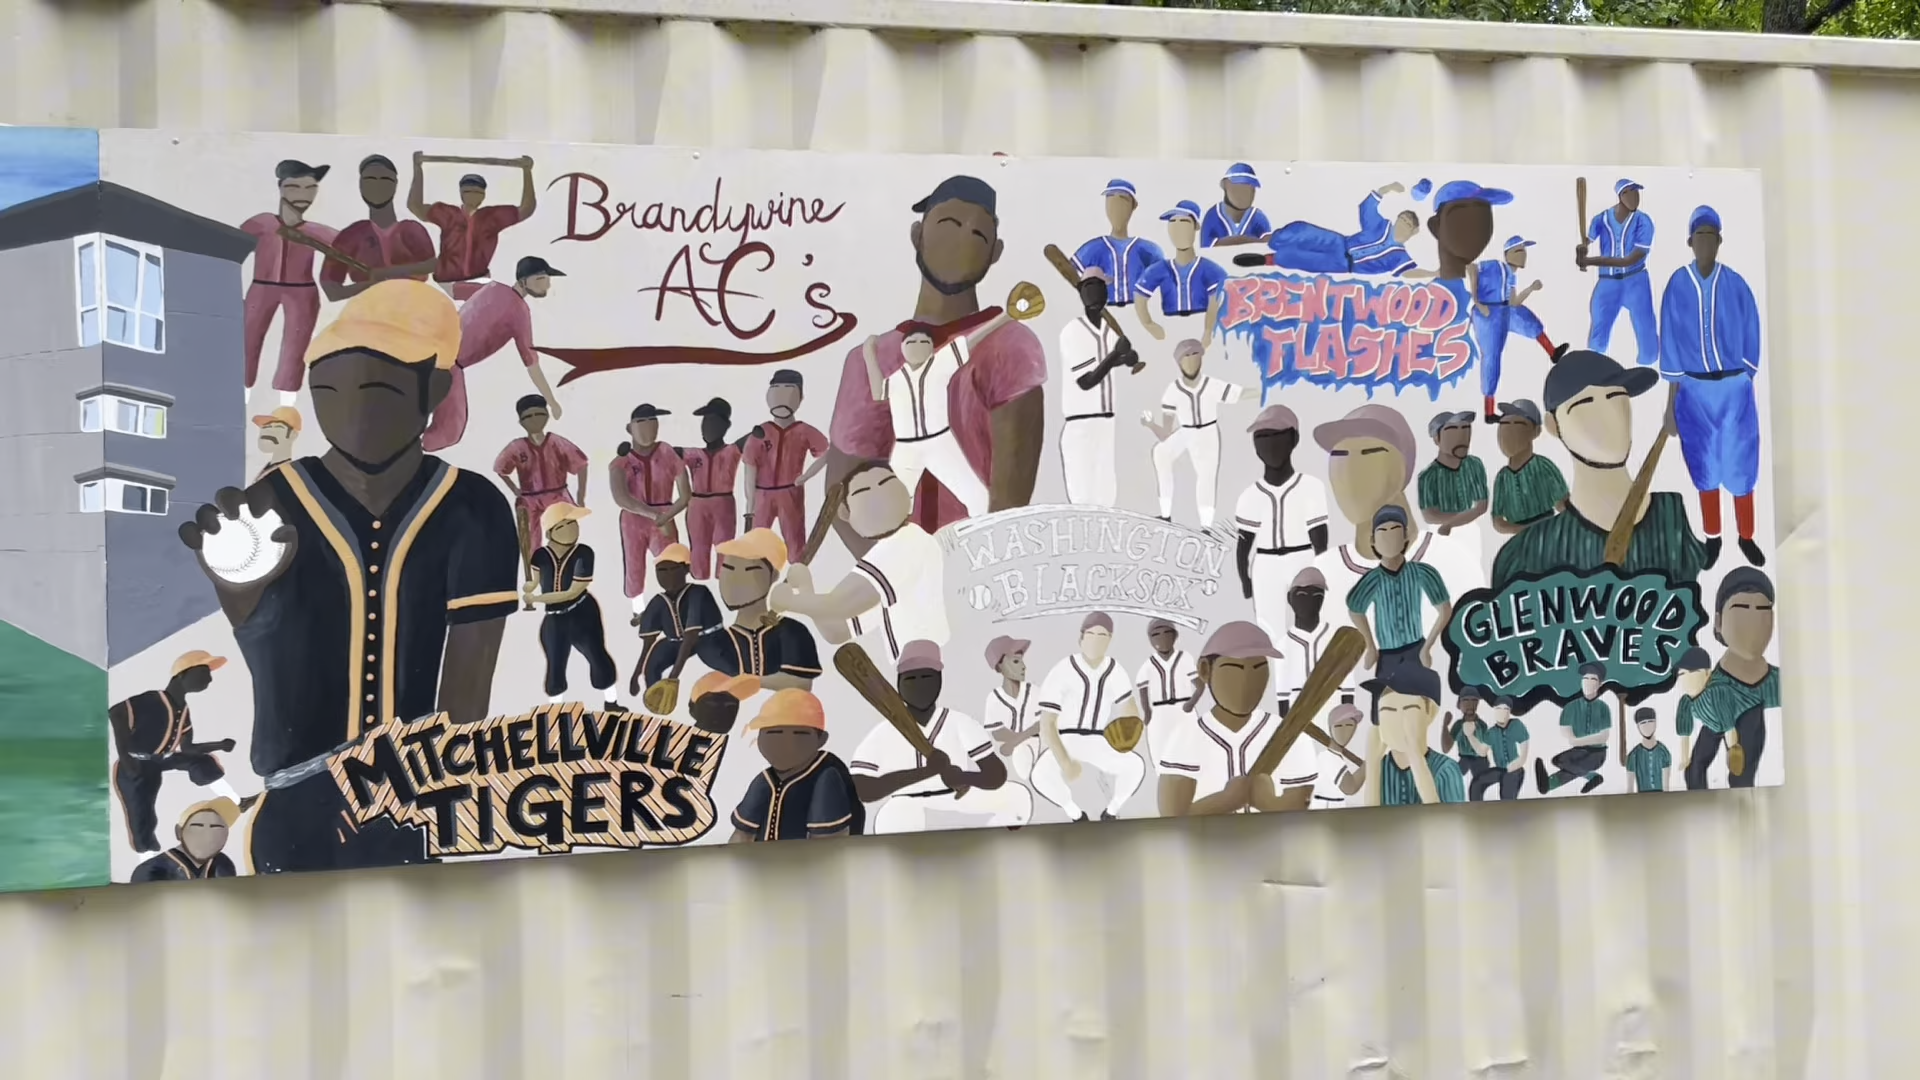 Brandywine
AC's
BRENTWOOD
FLASHES
WASHINGTON
BLACKSOX
GLENWOOD
BRAVES
MITCHELLVILLE
TIGERS